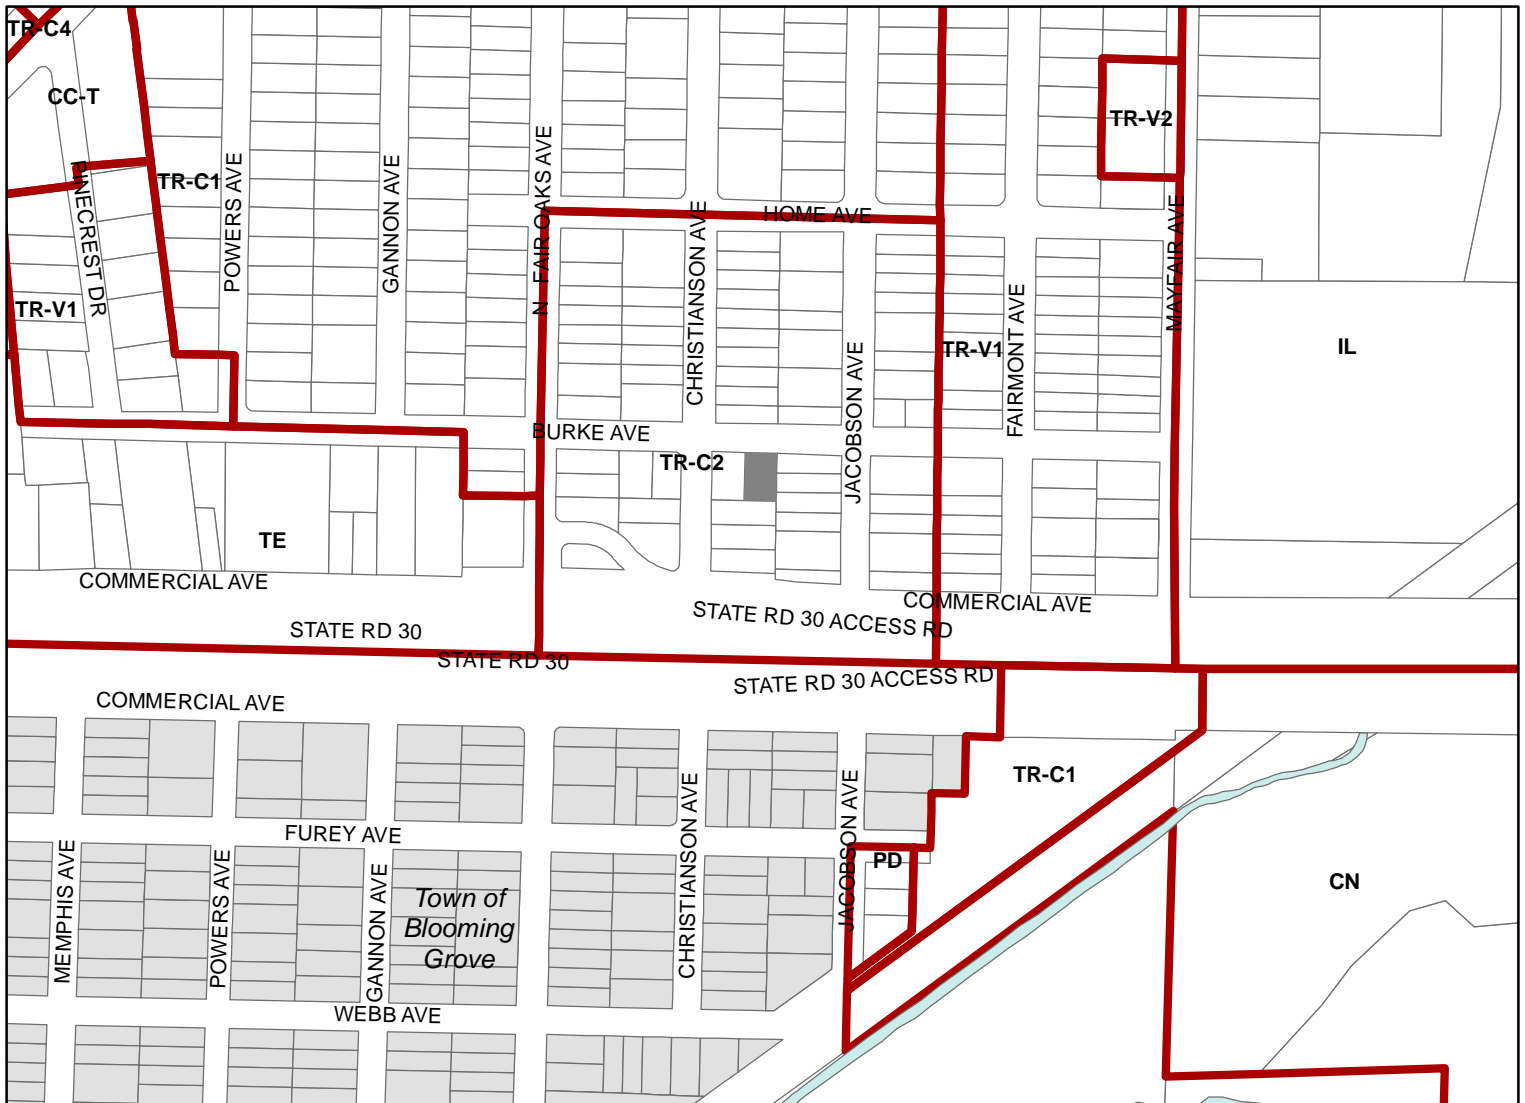 TR-C4
CC-T
TR-V2
TR-C1
POWERS AVE
GANNON AVE
N FAIR OAKS AVE
PINECREST DR
CHRISTIANSON AVE
HOME AVE
MAYFAIR AVE
TR-V1
FAIRMONT AVE
TR-V1
IL
JACOBSON AVE
BURKE AVE
TR-C2
TE
COMMERCIAL AVE
COMMERCIAL AVE
STATE RD 30 ACCESS RD
STATE RD 30
STATE RD 30
STATE RD 30 ACCESS RD
COMMERCIAL AVE
TR-C1
CHRISTIANSON AVE
JACOBSON AVE
FUREY AVE
MEMPHIS AVE
POWERS AVE
GANNON AVE
PD
CN
Town of
Blooming
Grove
WEBB AVE